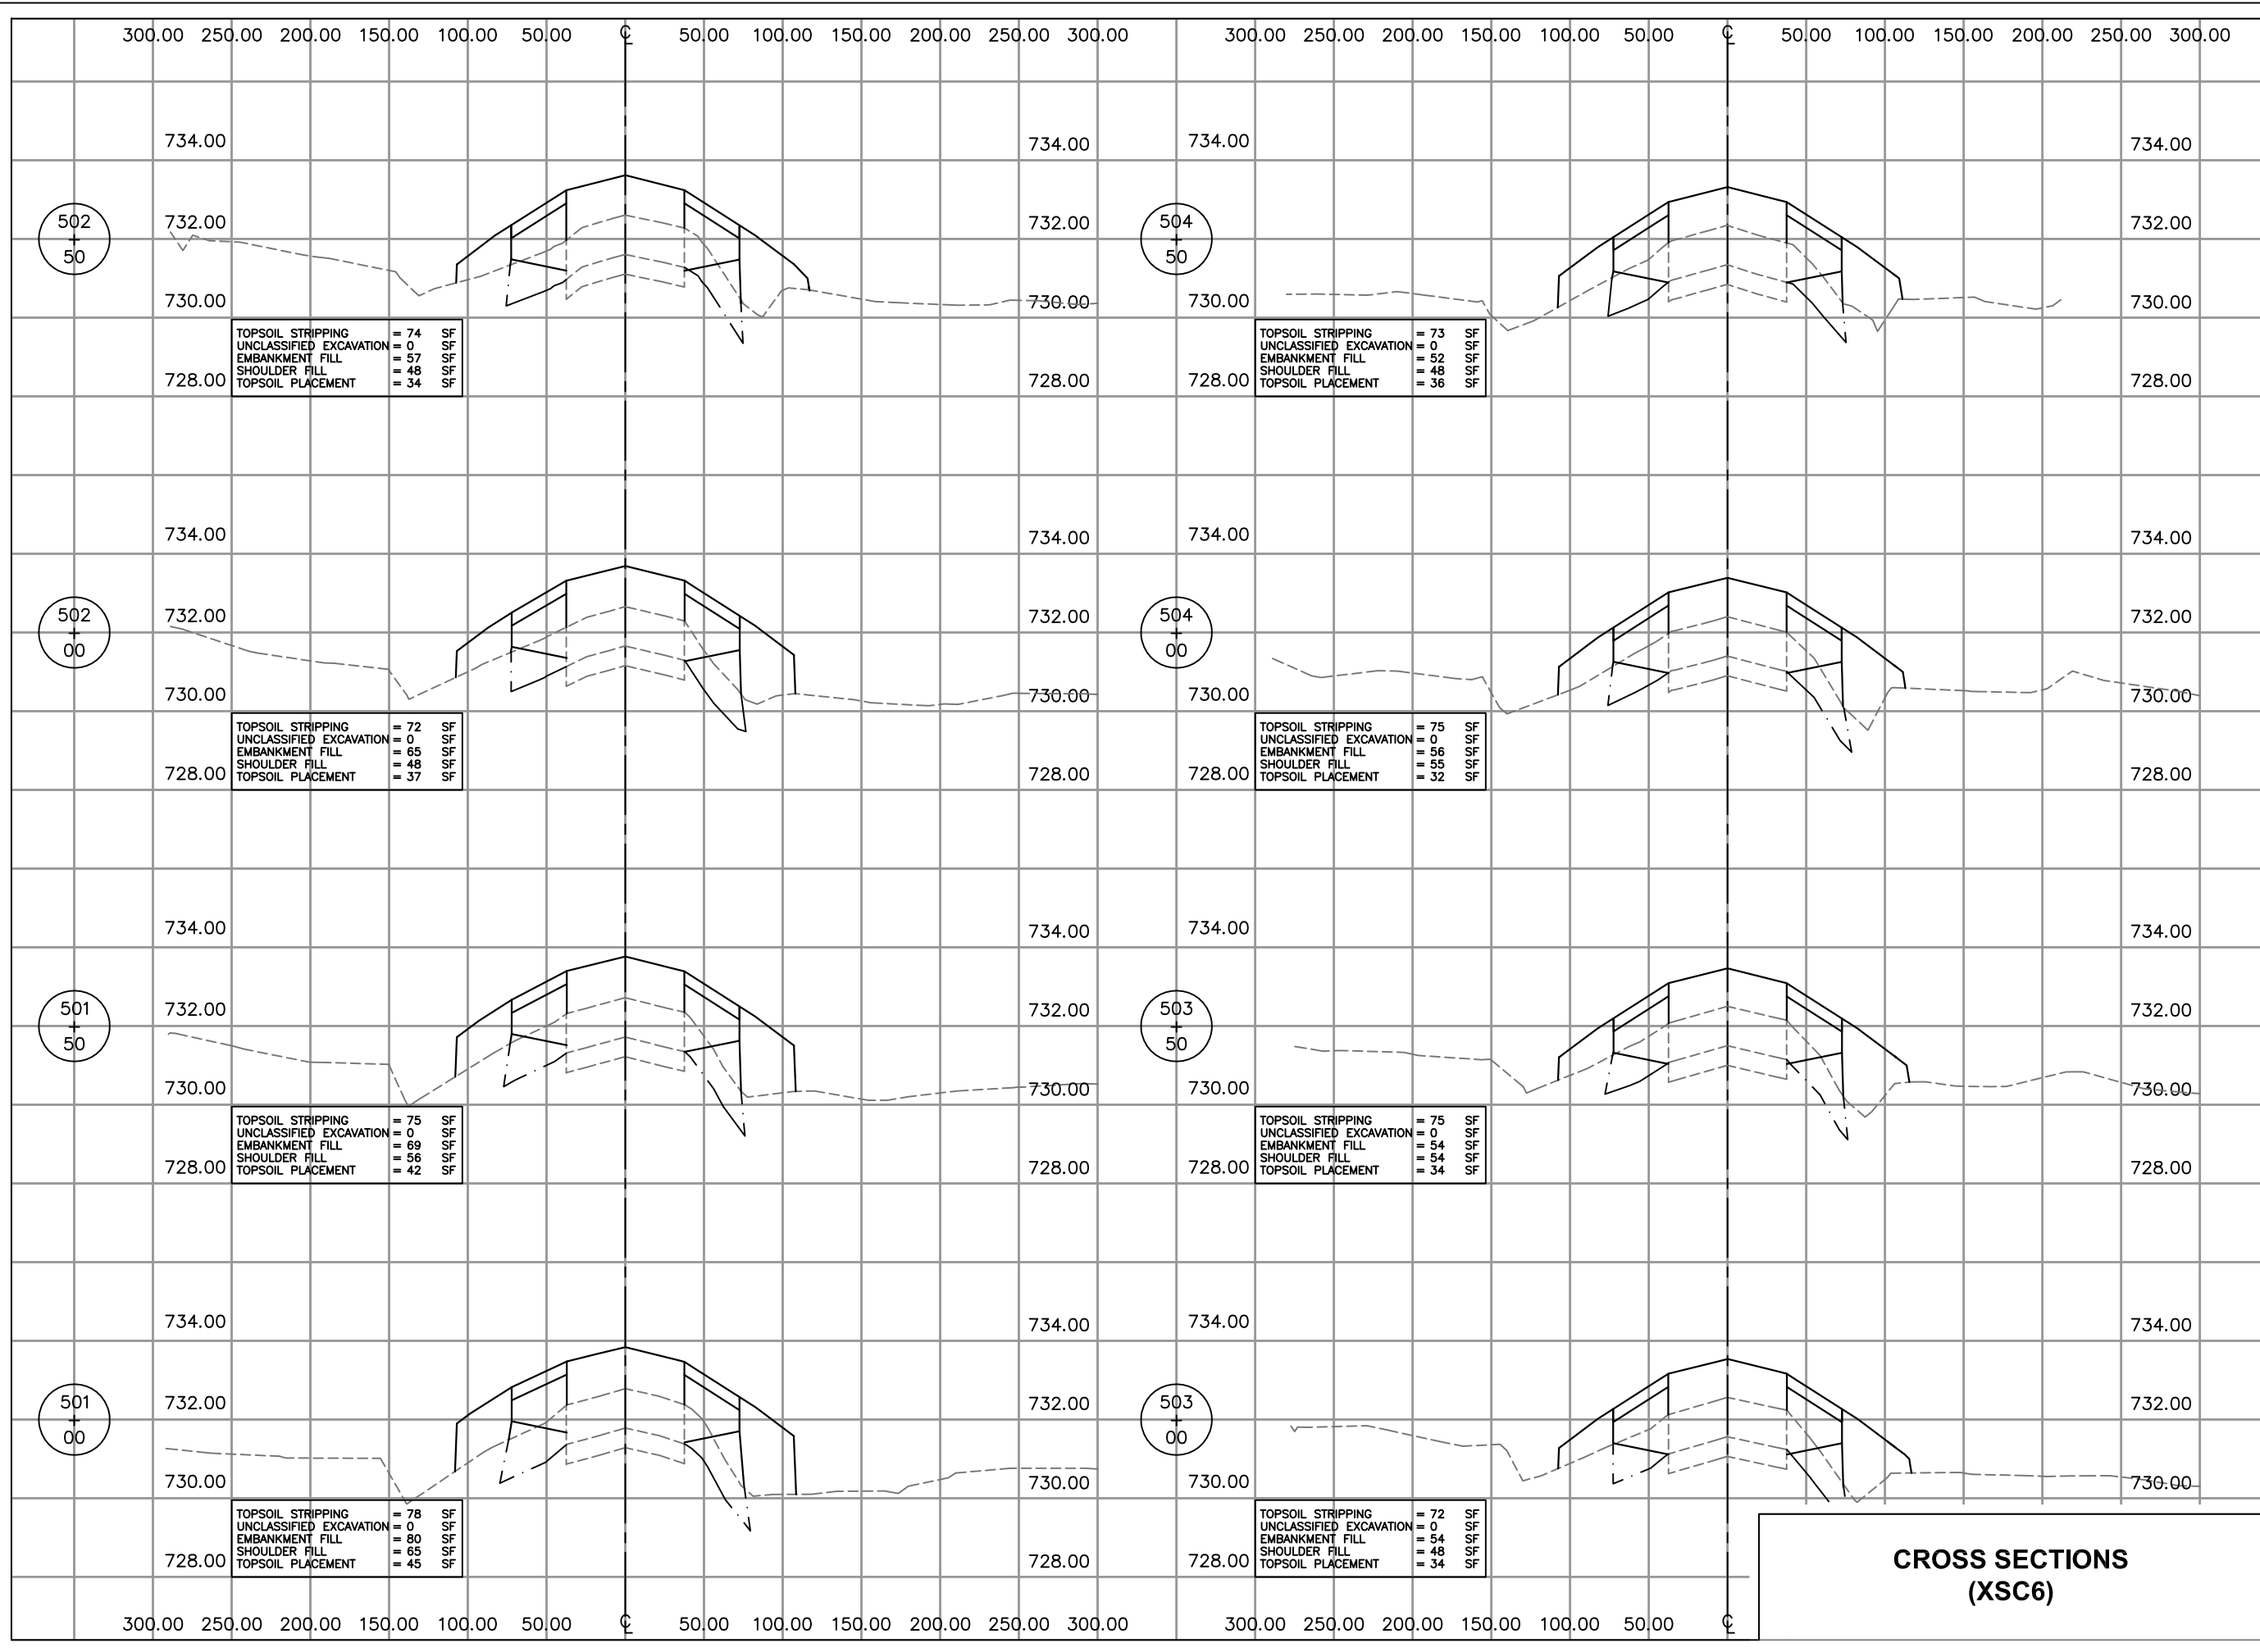 300.00 250.00 200.00 150.00 100.00 50.00 ℄ 50.00 100.00 150.00 200.00 250.00 300.00 300.00 250.00 200.00 150.00 100.00 50.00 ℄ 50.00 100.00 150.00 200.00 250.00 300.00
734.00 734.00
502
50
732.00 732.00
730.00 730.00
TOPSOIL STRIPPING = 74 SF
UNCLASSIFIED EXCAVATION = 0 SF
EMBANKMENT FILL = 57 SF
SHOULDER FILL = 48 SF
TOPSOIL PLACEMENT = 34 SF
728.00 728.00
734.00 734.00
504
50
732.00 732.00
730.00 730.00
TOPSOIL STRIPPING = 73 SF
UNCLASSIFIED EXCAVATION = 0 SF
EMBANKMENT FILL = 52 SF
SHOULDER FILL = 48 SF
TOPSOIL PLACEMENT = 36 SF
728.00 728.00
734.00 734.00
502
00
732.00 732.00
730.00 730.00
TOPSOIL STRIPPING = 72 SF
UNCLASSIFIED EXCAVATION = 0 SF
EMBANKMENT FILL = 65 SF
SHOULDER FILL = 48 SF
TOPSOIL PLACEMENT = 37 SF
728.00 728.00
734.00 734.00
504
00
732.00 732.00
730.00 730.00
TOPSOIL STRIPPING = 75 SF
UNCLASSIFIED EXCAVATION = 0 SF
EMBANKMENT FILL = 56 SF
SHOULDER FILL = 55 SF
TOPSOIL PLACEMENT = 32 SF
728.00 728.00
734.00 734.00
501
50
732.00 732.00
730.00 730.00
TOPSOIL STRIPPING = 75 SF
UNCLASSIFIED EXCAVATION = 0 SF
EMBANKMENT FILL = 69 SF
SHOULDER FILL = 56 SF
TOPSOIL PLACEMENT = 42 SF
728.00 728.00
734.00 734.00
503
50
732.00 732.00
730.00 730.00
TOPSOIL STRIPPING = 75 SF
UNCLASSIFIED EXCAVATION = 0 SF
EMBANKMENT FILL = 54 SF
SHOULDER FILL = 54 SF
TOPSOIL PLACEMENT = 34 SF
728.00 728.00
734.00 734.00
501
00
732.00 732.00
730.00 730.00
TOPSOIL STRIPPING = 78 SF
UNCLASSIFIED EXCAVATION = 0 SF
EMBANKMENT FILL = 80 SF
SHOULDER FILL = 65 SF
TOPSOIL PLACEMENT = 45 SF
728.00 728.00
734.00 734.00
503
00
732.00 732.00
730.00 730.00
TOPSOIL STRIPPING = 72 SF
UNCLASSIFIED EXCAVATION = 0 SF
EMBANKMENT FILL = 54 SF
SHOULDER FILL = 48 SF
TOPSOIL PLACEMENT = 34 SF
728.00
CROSS SECTIONS
(XSC6)
300.00 250.00 200.00 150.00 100.00 50.00 ℄ 50.00 100.00 150.00 200.00 250.00 300.00 300.00 250.00 200.00 150.00 100.00 50.00 ℄